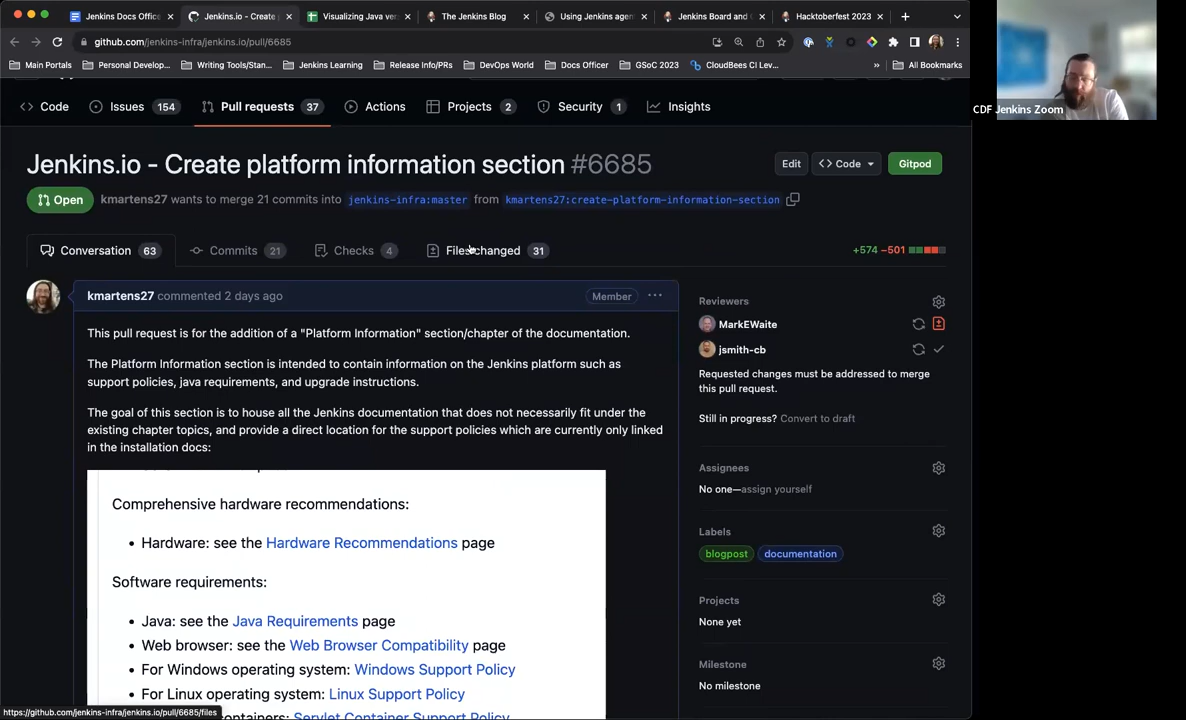 Jenkins Docs Office
Jenkins.io - Create
Visualizing Java ver
The Jenkins Blog
Using Jenkins agen
Jenkins Board and
Hacktoberfest 2023
github.com/jenkins-infra/jenkins.io/pull/6685
Main Portals
Personal Develop...
Writing Tools/Stan...
Jenkins Learning
Release Info/PRs
DevOps World
Docs Officer
GSoC 2023
CloudBees CI Lev...
»
All Bookmarks
CDF Jenkins Zoom
Code
Issues 154
Pull requests 37
Actions
Projects 2
Security 1
Insights
Jenkins.io - Create platform information section #6685
Edit
<> Code
Gitpod
Open
kmartens27 wants to merge 21 commits into jenkins-infra:master from kmartens27:create-platform-information-section
Conversation 63
Commits 21
Checks 4
Files changed 31
+574 −501
kmartens27 commented 2 days ago
Member
This pull request is for the addition of a "Platform Information" section/chapter of the documentation.
The Platform Information section is intended to contain information on the Jenkins platform such as
support policies, java requirements, and upgrade instructions.
The goal of this section is to house all the Jenkins documentation that does not necessarily fit under the
existing chapter topics, and provide a direct location for the support policies which are currently only linked
in the installation docs:
Comprehensive hardware recommendations:
• Hardware: see the Hardware Recommendations page
Software requirements:
• Java: see the Java Requirements page
• Web browser: see the Web Browser Compatibility page
• For Windows operating system: Windows Support Policy
• For Linux operating system: Linux Support Policy
ontainers: Servlet Container Support Policy
Reviewers
MarkEWaite
jsmith-cb
Requested changes must be addressed to merge
this pull request.
Still in progress? Convert to draft
Assignees
No one—assign yourself
Labels
blogpost
documentation
Projects
None yet
Milestone
No milestone
https://github.com/jenkins-infra/jenkins.io/pull/6685/files